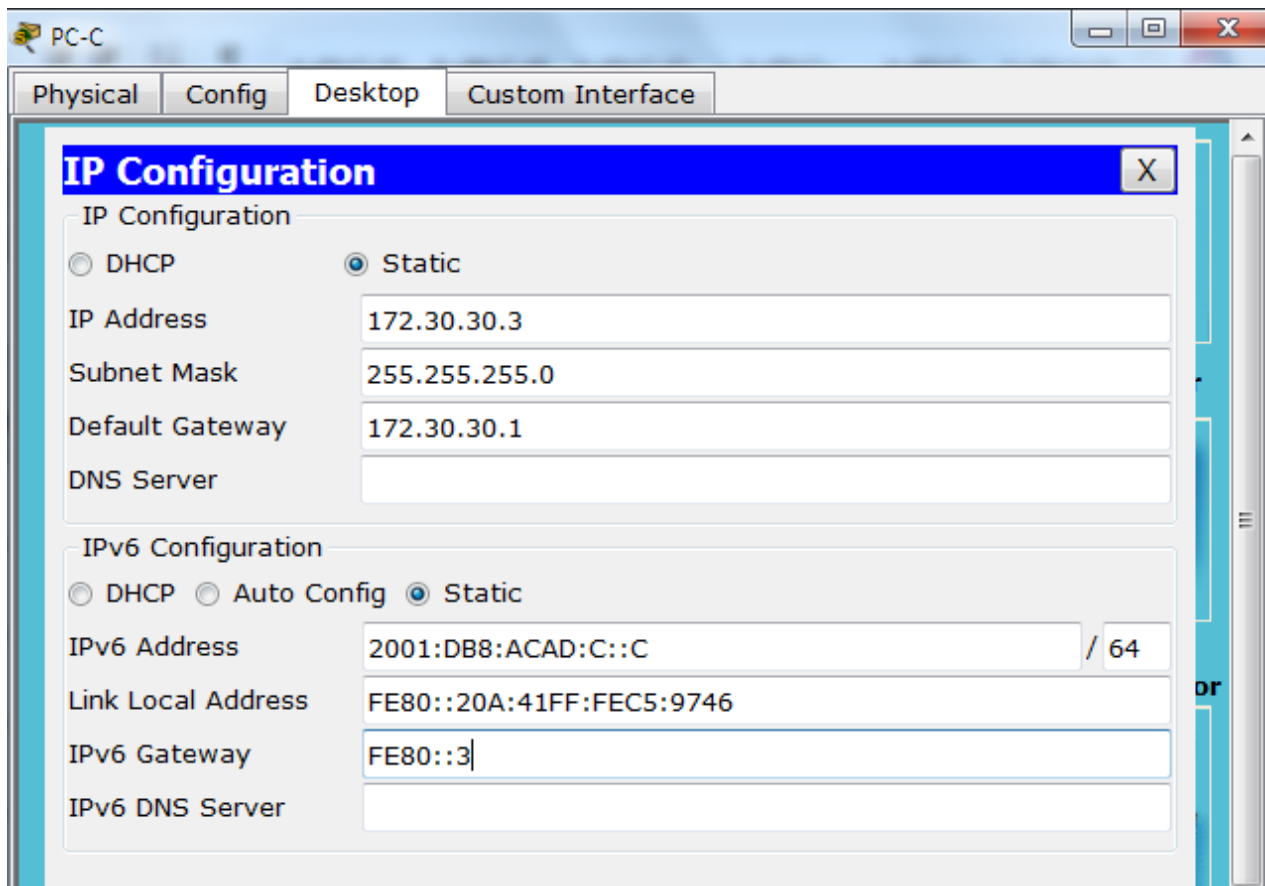 PC-C
Physical Config Desktop Custom Interface
IP Configuration X
IP Configuration
DHCP Static
IP Address 172.30.30.3
Subnet Mask 255.255.255.0
Default Gateway 172.30.30.1
DNS Server
IPv6 Configuration
DHCP Auto Config Static
IPv6 Address 2001:DB8:ACAD:C::C / 64
Link Local Address FE80::20A:41FF:FEC5:9746
or
IPv6 Gateway FE80::3
IPv6 DNS Server